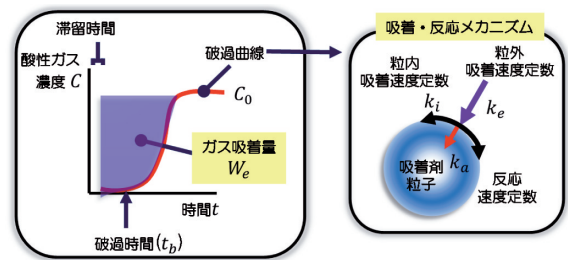 滞留時間
酸性ガス
濃度 C
破過曲線
C₀
ガス吸着量
Wₑ
時間t
破過時間(t_b)
吸着・反応メカニズム
粒内
吸着速度定数
粒外
吸着速度定数
kᵢ
kₑ
kₐ
吸着剤
粒子
反応
速度定数